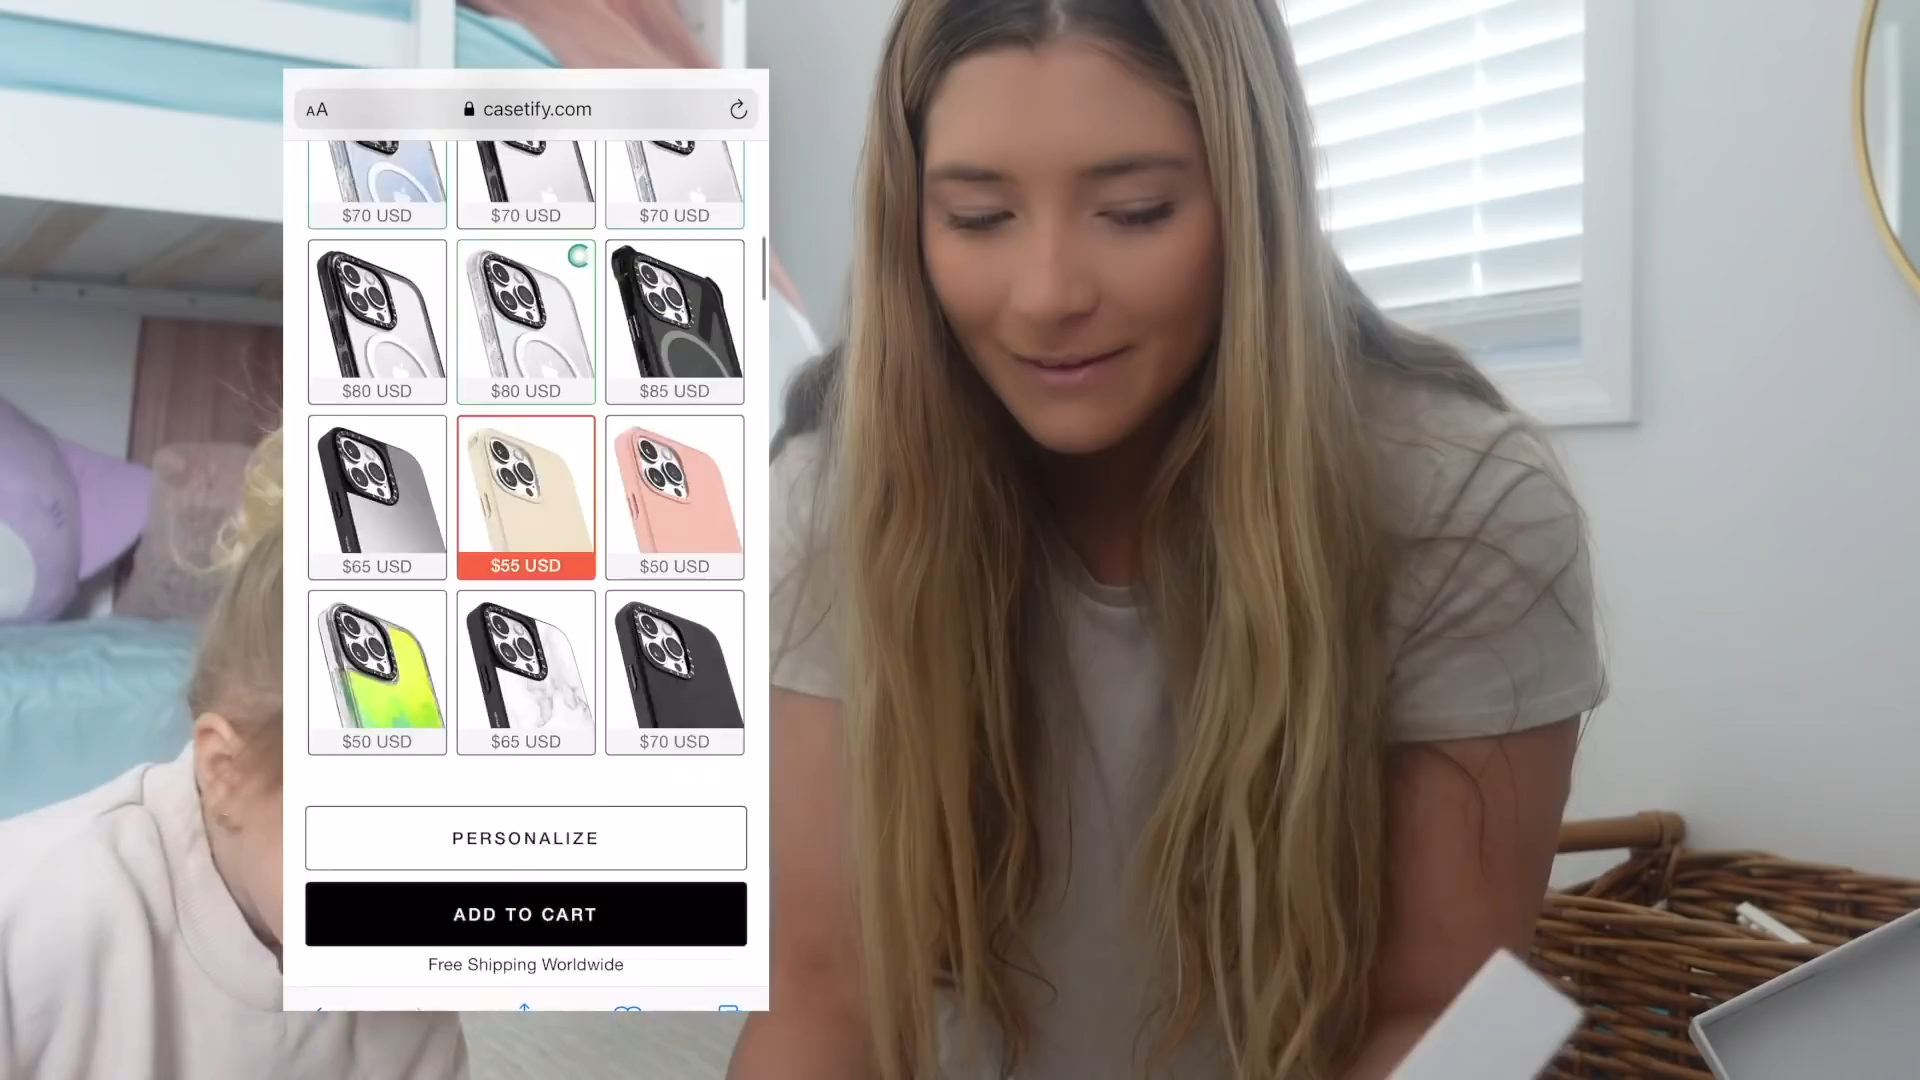 AA casetify.com
$70 USD $70 USD $70 USD
$80 USD $80 USD $85 USD
$65 USD $55 USD $50 USD
$50 USD $65 USD $70 USD
PERSONALIZE
ADD TO CART
Free Shipping Worldwide